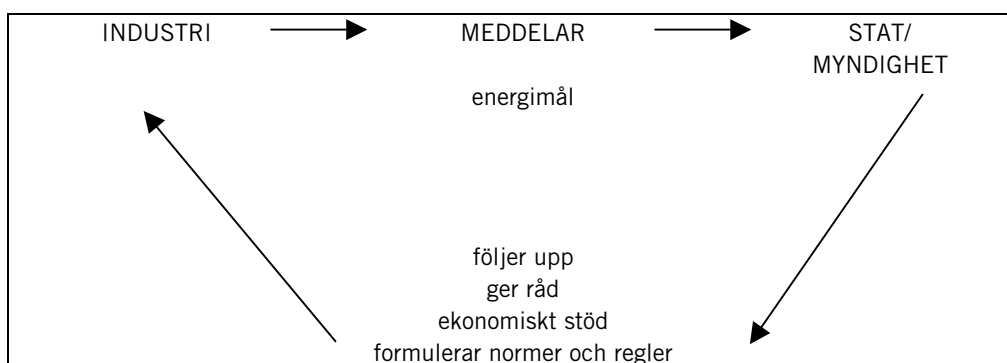 INDUSTRI MEDDELAR STAT/
MYNDIGHET
energimål
följer upp
ger råd
ekonomiskt stöd
formulerar normer och regler